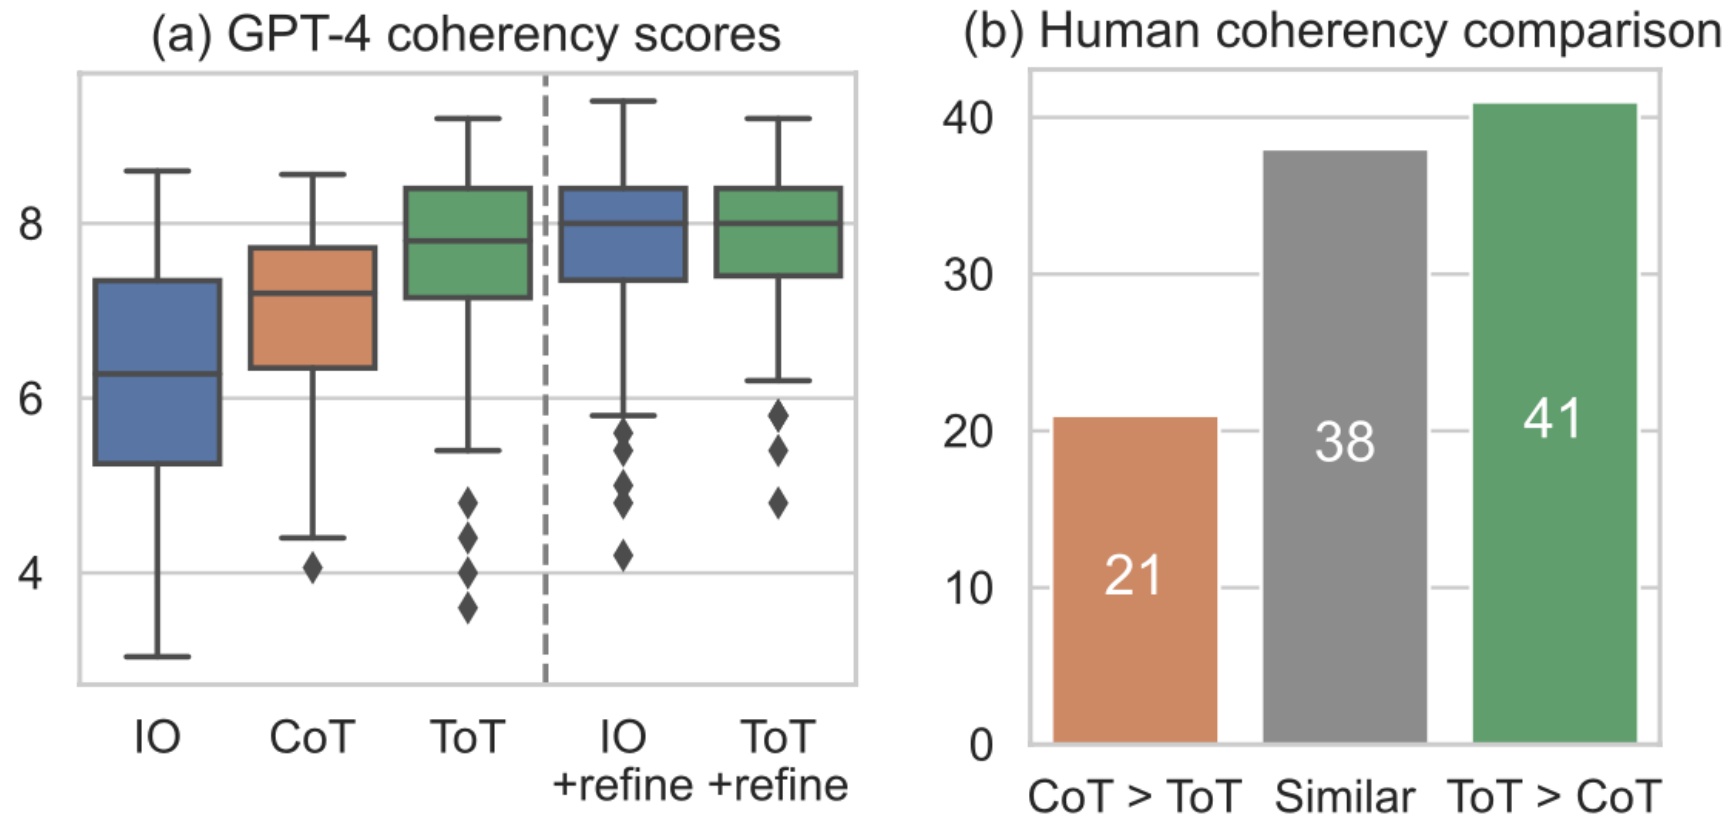 (a) GPT-4 coherency scores
8
6
4
IO CoT ToT IO ToT
+refine +refine
(b) Human coherency comparison
40
30
20
10
0
21
38
41
CoT > ToT Similar ToT > CoT